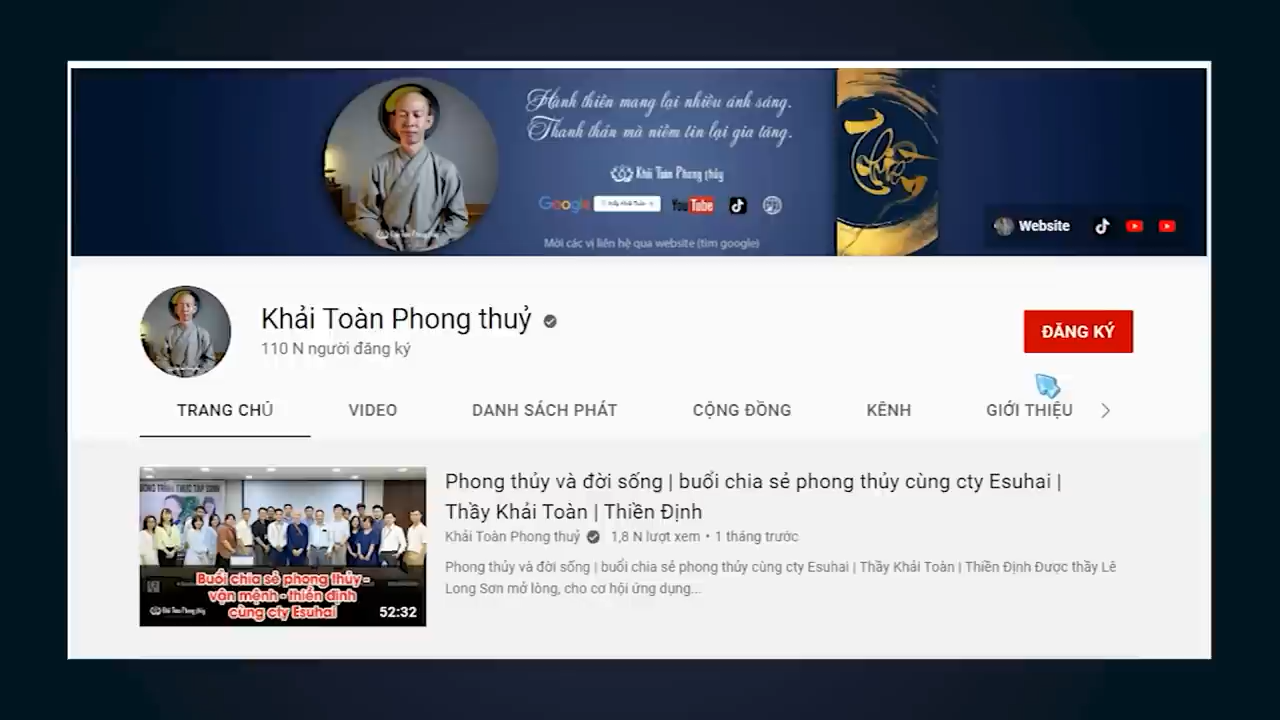 Hành thiền mang lại nhiều ánh sáng.
Thanh thản mà niềm tin lại gia tăng.
Khải Toàn Phong thủy
Google
YouTube
Mời các vị liên hệ qua website (tìm google)
Website
Khải Toàn Phong thuỷ
110 N người đăng ký
ĐĂNG KÝ
TRANG CHỦ
VIDEO
DANH SÁCH PHÁT
CỘNG ĐỒNG
KÊNH
GIỚI THIỆU
Buổi chia sẻ phong thủy -
vận mệnh - thiền định
cùng cty Esuhai
Khải Toàn Phong thủy
52:32
Phong thủy và đời sống | buổi chia sẻ phong thủy cùng cty Esuhai |
Thầy Khải Toàn | Thiền Định
Khải Toàn Phong thuỷ 1,8 N lượt xem • 1 tháng trước
Phong thủy và đời sống | buổi chia sẻ phong thủy cùng cty Esuhai | Thầy Khải Toàn | Thiền Định Được thầy Lê
Long Sơn mở lòng, cho cơ hội ứng dụng...